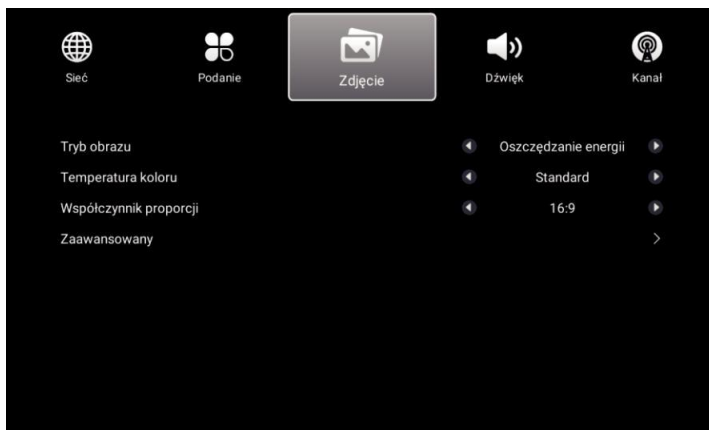 Sieć Podanie Zdjęcie Dźwięk Kanał
Tryb obrazu Oszczędzanie energii
Temperatura koloru Standard
Współczynnik proporcji 16:9
Zaawansowany